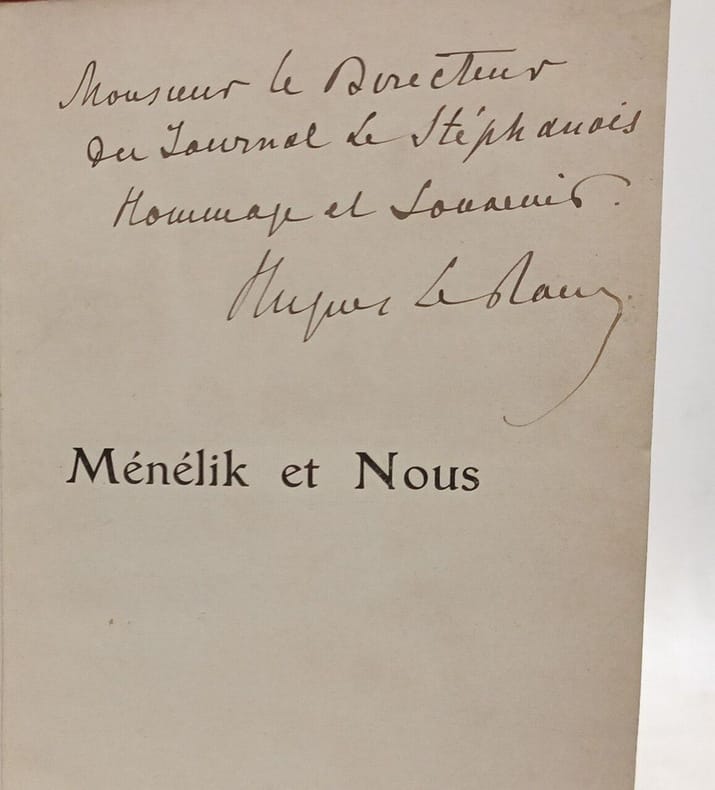 Monsieur le Directeur
du Journal Le Stéphanois
Hommage et Souvenir.
Hugues Le Roux
Ménélik et Nous